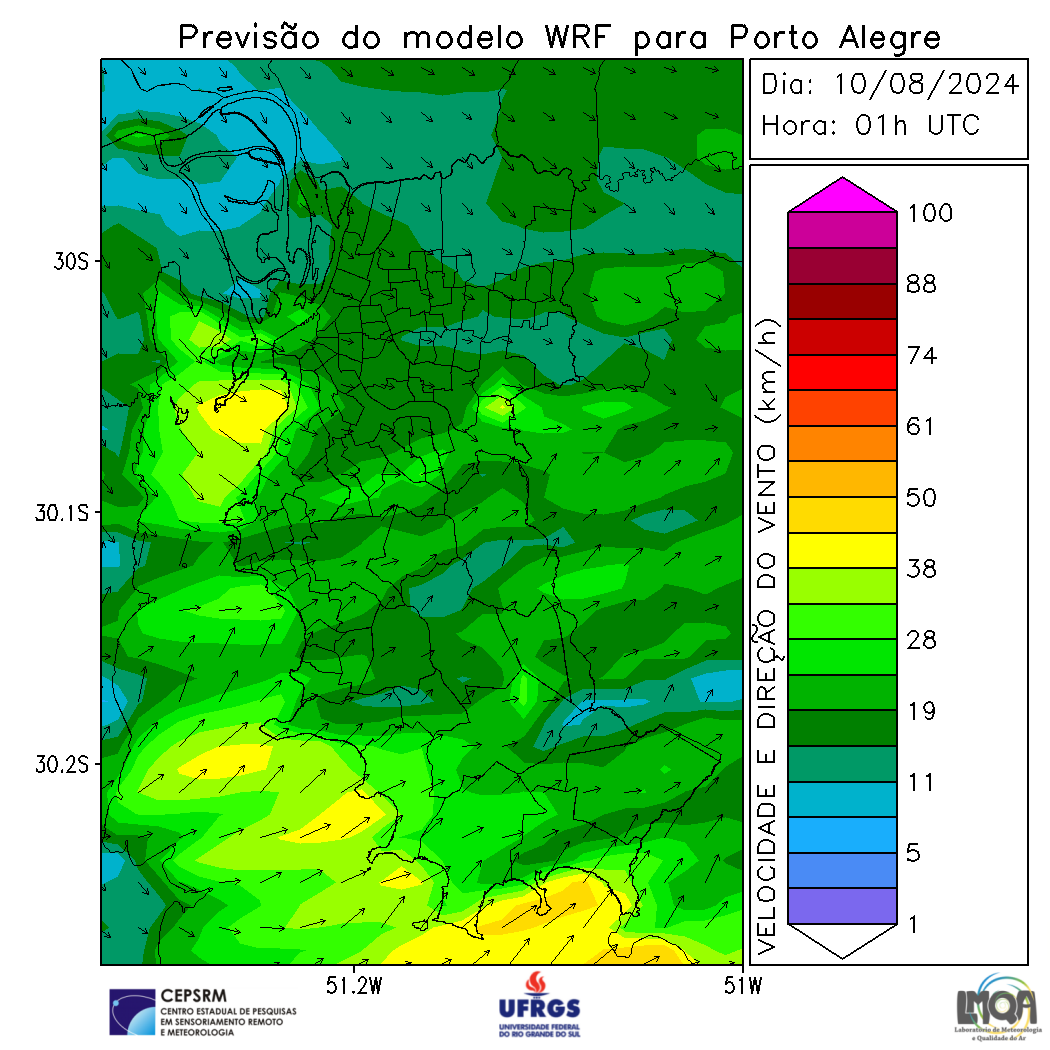 Previsão do modelo WRF para Porto Alegre
Dia: 10/08/2024
Hora: 01h UTC
30S
30.1S
30.2S
51.2W
51W
VELOCIDADE E DIREÇÃO DO VENTO (km/h)
100
88
74
61
50
38
28
19
11
5
1
CEPSRM
CENTRO ESTADUAL DE PESQUISAS
EM SENSORIAMENTO REMOTO
E METEOROLOGIA
UFRGS
UNIVERSIDADE FEDERAL
DO RIO GRANDE DO SUL
LMQA
Laboratório de Meteorologia
e Qualidade do Ar